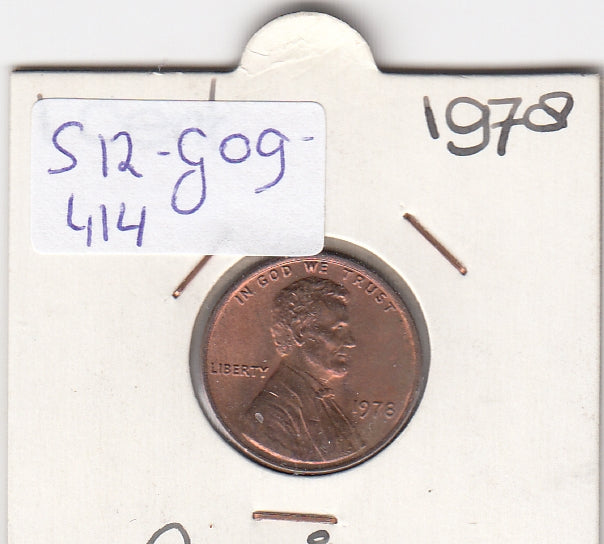 1978
S12-g09-
414
IN GOD WE TRUST
LIBERTY
1978